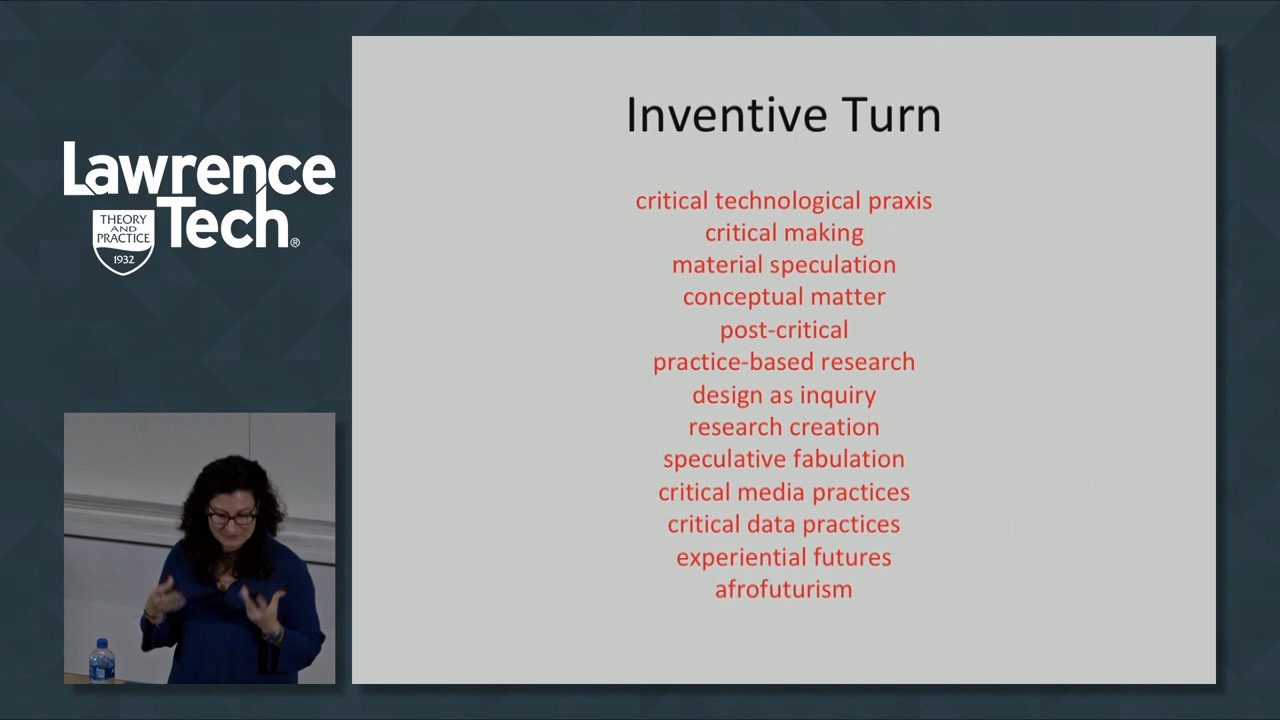 Lawrence
Tech®
THEORY
AND
PRACTICE
1932
Inventive Turn
critical technological praxis
critical making
material speculation
conceptual matter
post-critical
practice-based research
design as inquiry
research creation
speculative fabulation
critical media practices
critical data practices
experiential futures
afrofuturism